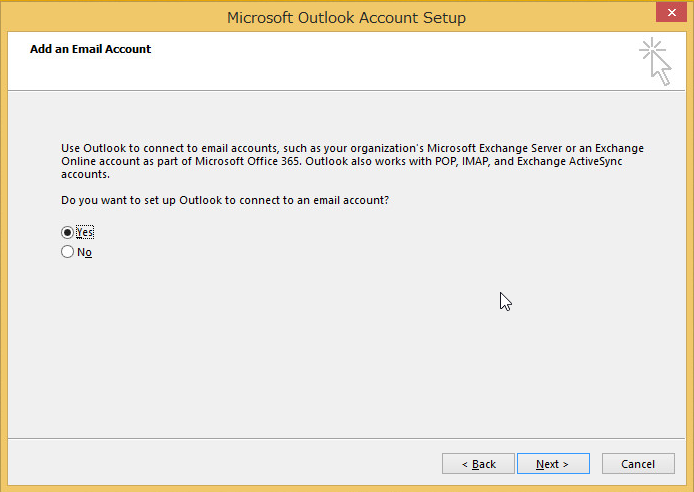 Microsoft Outlook Account Setup
Add an Email Account
Use Outlook to connect to email accounts, such as your organization's Microsoft Exchange Server or an Exchange
Online account as part of Microsoft Office 365. Outlook also works with POP, IMAP, and Exchange ActiveSync
accounts.
Do you want to set up Outlook to connect to an email account?
Yes
No
< Back Next > Cancel